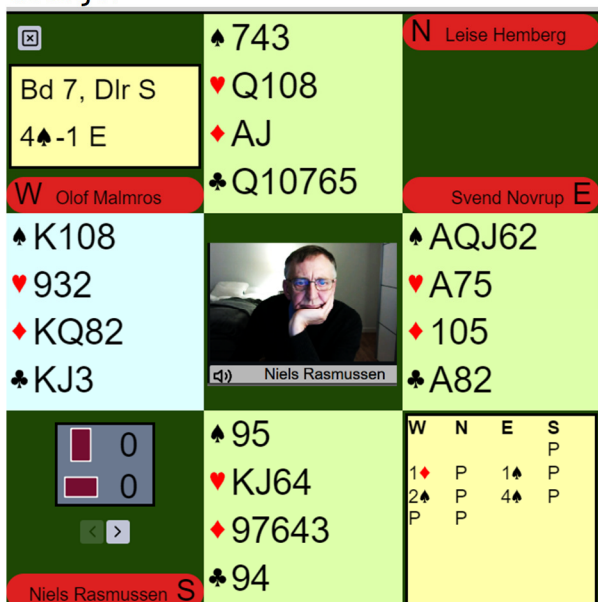 ♠743
♥Q108
♦AJ
♣Q10765
N Leise Hemberg
Bd 7, Dlr S
4♠-1 E
W Olof Malmros
Svend Novrup E
♠K108
♥932
♦KQ82
♣KJ3
Niels Rasmussen
♠AQJ62
♥A75
♦105
♣A82
0
0
< >
♠95
♥KJ64
♦97643
♣94
Niels Rasmussen S
W N E S
P
1♦ P 1♠ P
2♠ P 4♠ P
P P